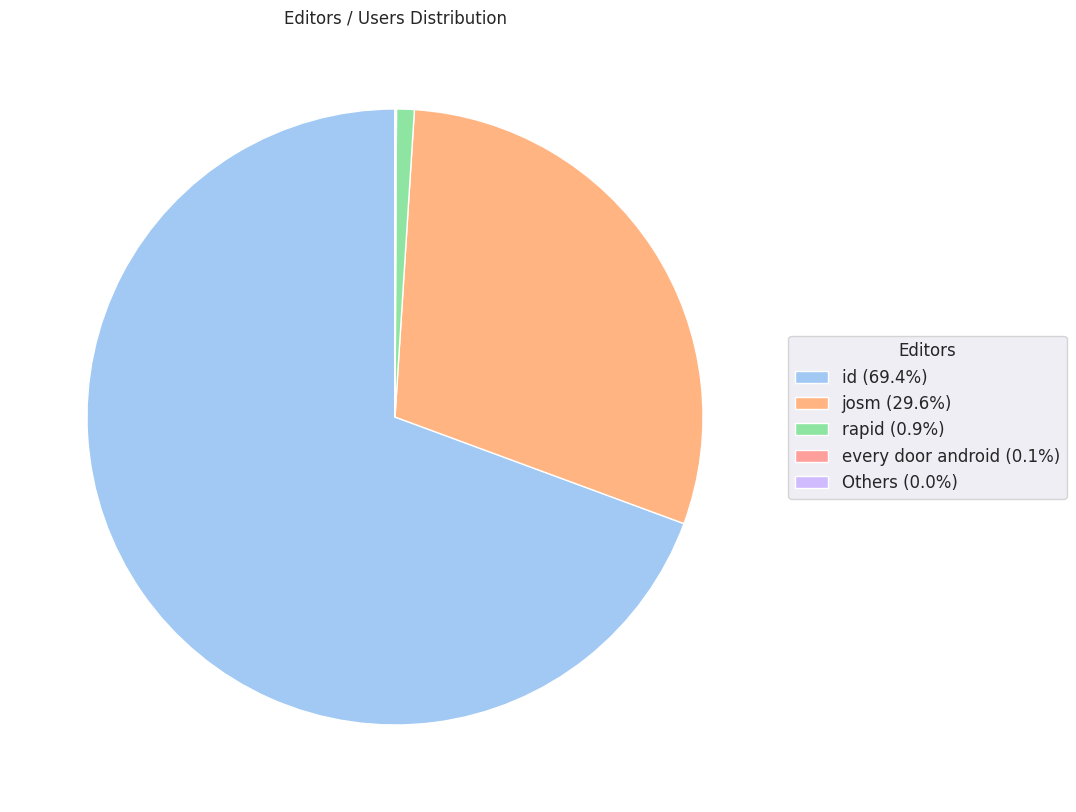 Editors / Users Distribution
Editors
id (69.4%)
josm (29.6%)
rapid (0.9%)
every door android (0.1%)
Others (0.0%)